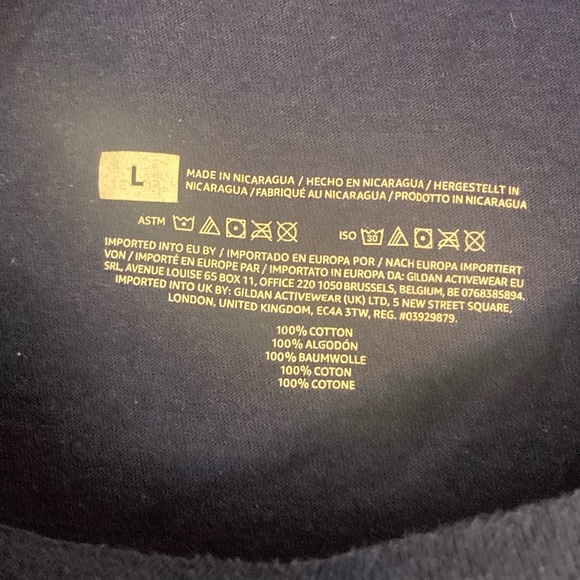 L
MADE IN NICARAGUA / HECHO EN NICARAGUA / HERGESTELLT IN
NICARAGUA / FABRIQUÉ AU NICARAGUA / PRODOTTO IN NICARAGUA
ASTM
ISO 30
IMPORTED INTO EU BY / IMPORTADO EN EUROPA POR / NACH EUROPA IMPORTIERT
VON / IMPORTÉ EN EUROPE PAR / IMPORTATO IN EUROPA DA: GILDAN ACTIVEWEAR EU
SRL, AVENUE LOUISE 65 BOX 11, OFFICE 220 1050 BRUSSELS, BELGIUM, BE 0768385894.
IMPORTED INTO UK BY: GILDAN ACTIVEWEAR (UK) LTD, 5 NEW STREET SQUARE,
LONDON, UNITED KINGDOM, EC4A 3TW, REG. #03929879.
100% COTTON
100% ALGODÓN
100% BAUMWOLLE
100% COTON
100% COTONE